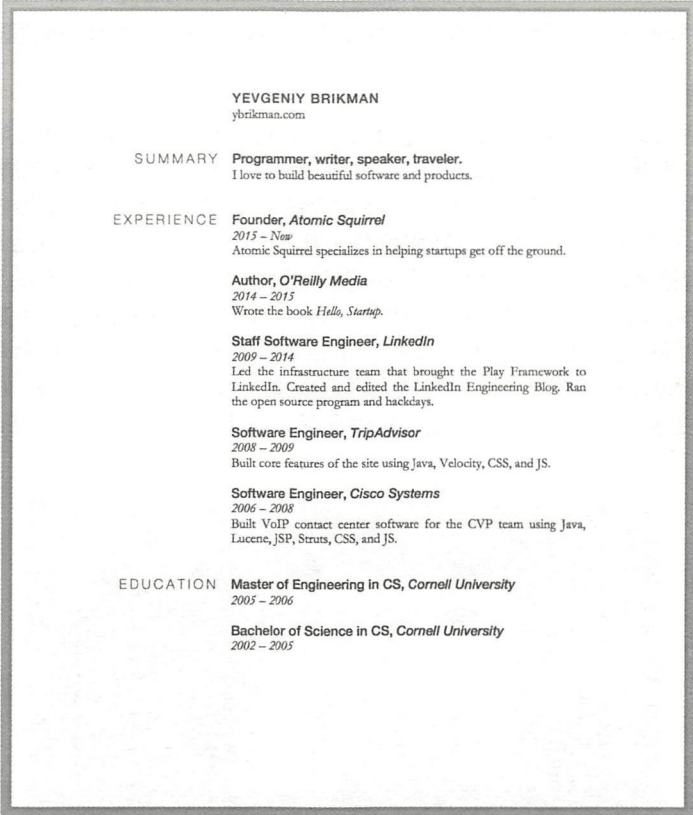 YEVGENIY BRIKMAN
ybrikman.com
SUMMARY Programmer, writer, speaker, traveler.
I love to build beautiful software and products.
EXPERIENCE Founder, Atomic Squirrel
2015 – Now
Atomic Squirrel specializes in helping startups get off the ground.
Author, O'Reilly Media
2014 – 2015
Wrote the book Hello, Startup.
Staff Software Engineer, LinkedIn
2009 – 2014
Led the infrastructure team that brought the Play Framework to
LinkedIn. Created and edited the LinkedIn Engineering Blog. Ran
the open source program and hackdays.
Software Engineer, TripAdvisor
2008 – 2009
Built core features of the site using Java, Velocity, CSS, and JS.
Software Engineer, Cisco Systems
2006 – 2008
Built VoIP contact center software for the CVP team using Java,
Lucene, JSP, Struts, CSS, and JS.
EDUCATION Master of Engineering in CS, Cornell University
2005 – 2006
Bachelor of Science in CS, Cornell University
2002 – 2005